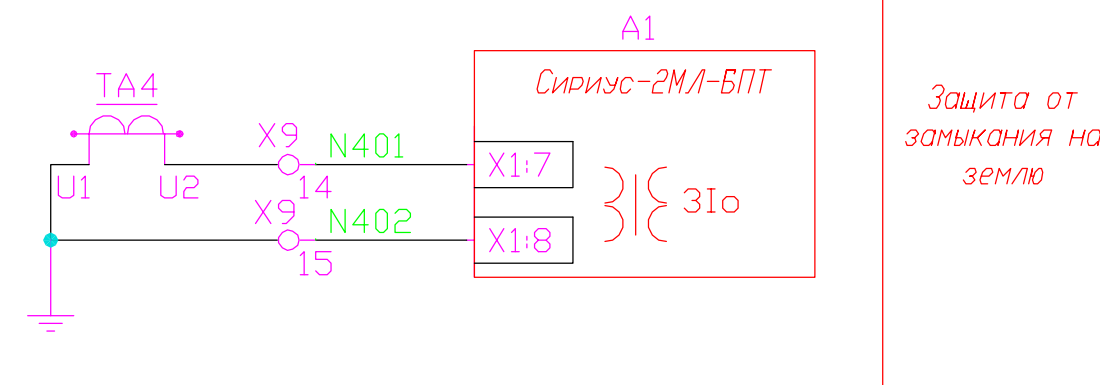 A1
Сириус-2МЛ-БПТ
TA4
Защита от
замыкания на
землю
X9
N401
X1:7
U1
U2
14
3Io
X9
N402
X1:8
15